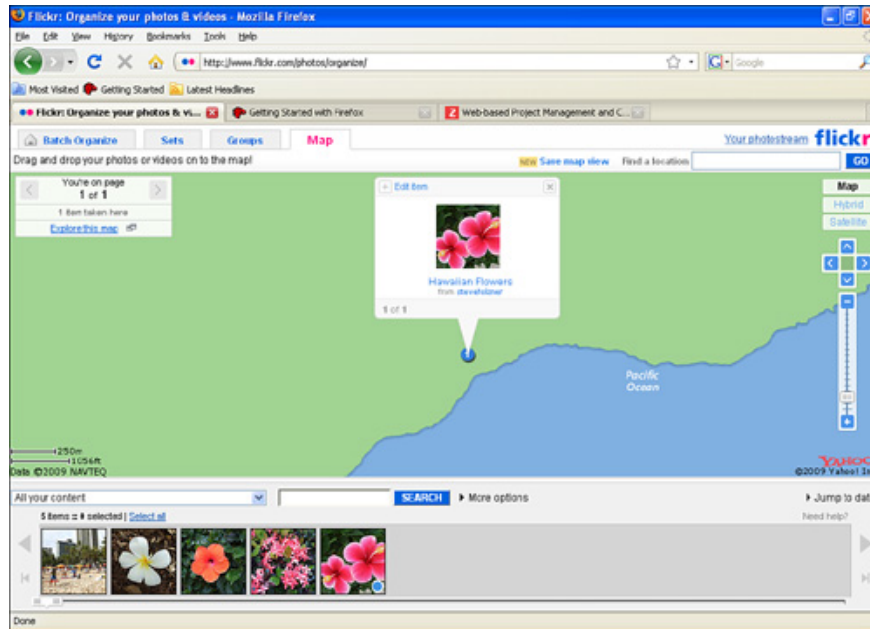 Flickr: Organize your photos & videos - Mozilla Firefox
File Edit View History Bookmarks Tools Help
http://www.flickr.com/photos/organize/
Google
Most Visited Getting Started Latest Headlines
Flickr: Organize your photos & vi... Getting Started with Firefox Web-based Project Management and C...
Batch Organize Sets Groups Map Your photostream flickr
Drag and drop your photos or videos on to the map! NEW Save map view Find a location GO
You're on page
1 of 1
1 item taken here
Explore this map
Edit item
Hawaiian Flowers
from
1 of 1
Map
Hybrid
Satellite
Pacific
Ocean
250m
1056ft
Data ©2009 NAVTEQ
YAHOO
©2009 Yahoo! In
All your content SEARCH More options Jump to dat
5 items :: 0 selected | Select all Need help?
Done